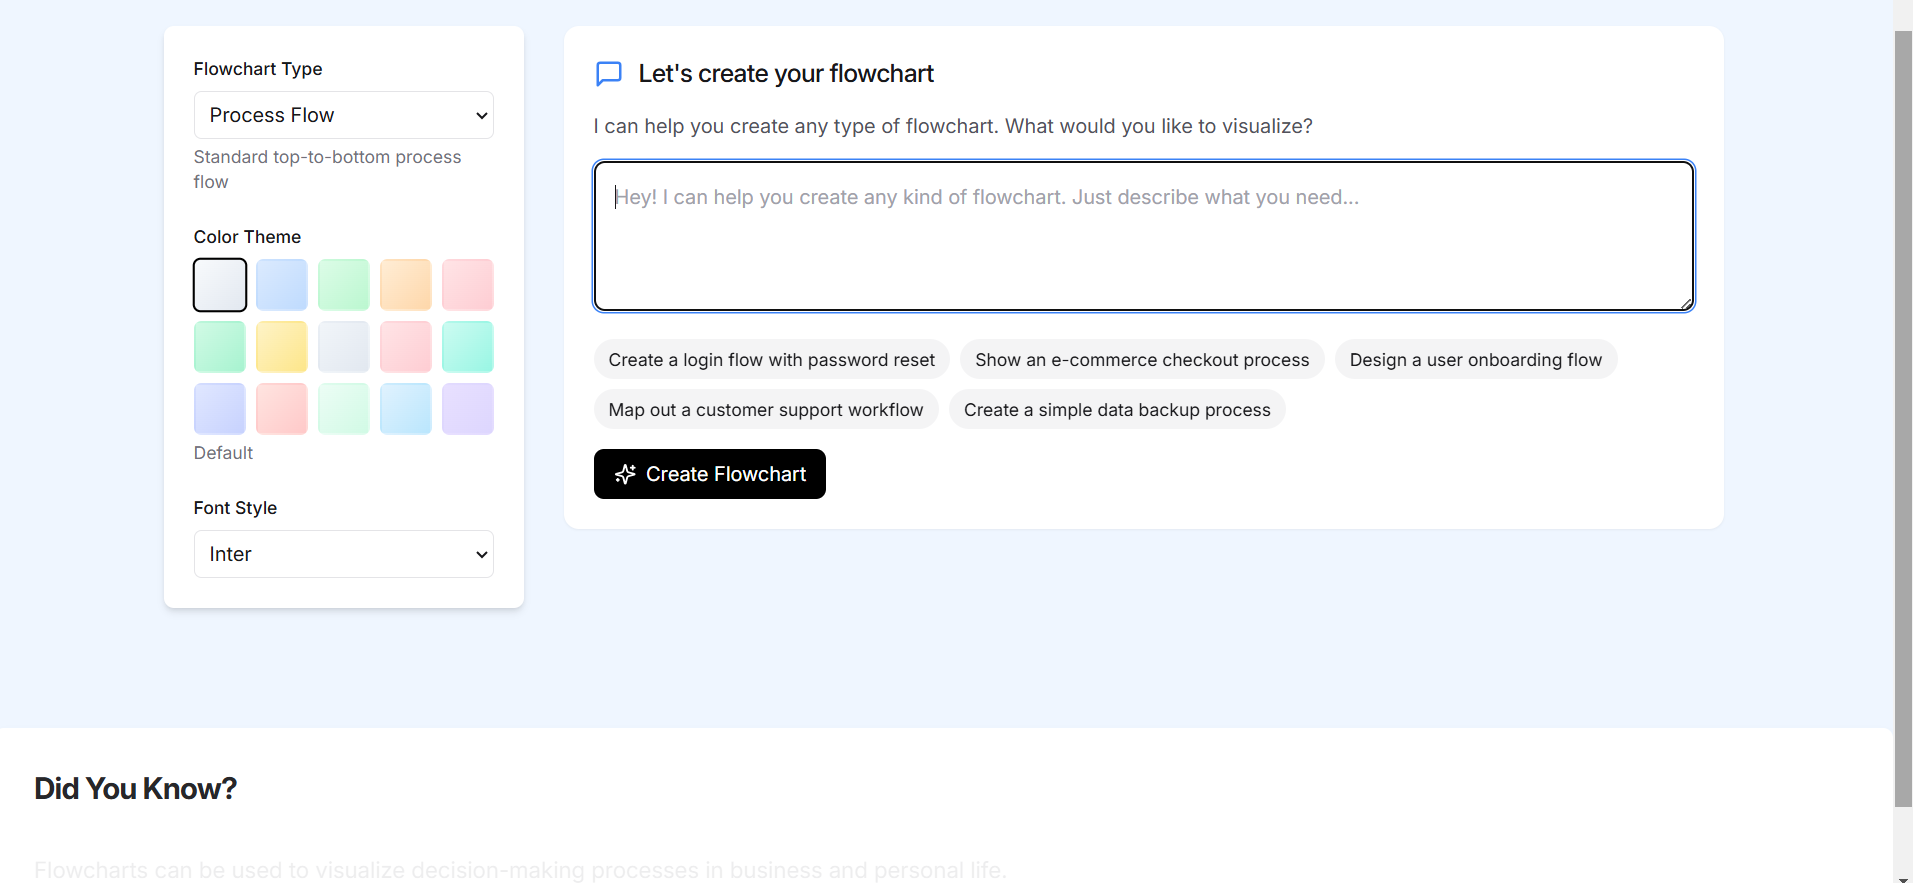 Flowchart Type
Process Flow
Standard top-to-bottom process
flow
Color Theme
Default
Font Style
Inter
Let's create your flowchart
I can help you create any type of flowchart. What would you like to visualize?
Hey! I can help you create any kind of flowchart. Just describe what you need...
Create a login flow with password reset
Show an e-commerce checkout process
Design a user onboarding flow
Map out a customer support workflow
Create a simple data backup process
Create Flowchart
Did You Know?
Flowcharts can be used to visualize decision-making processes in business and personal life.